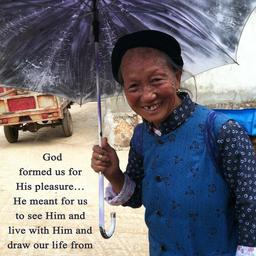 God
formed us for
His pleasure...
He meant for us
to see Him and
live with Him and
draw our life from